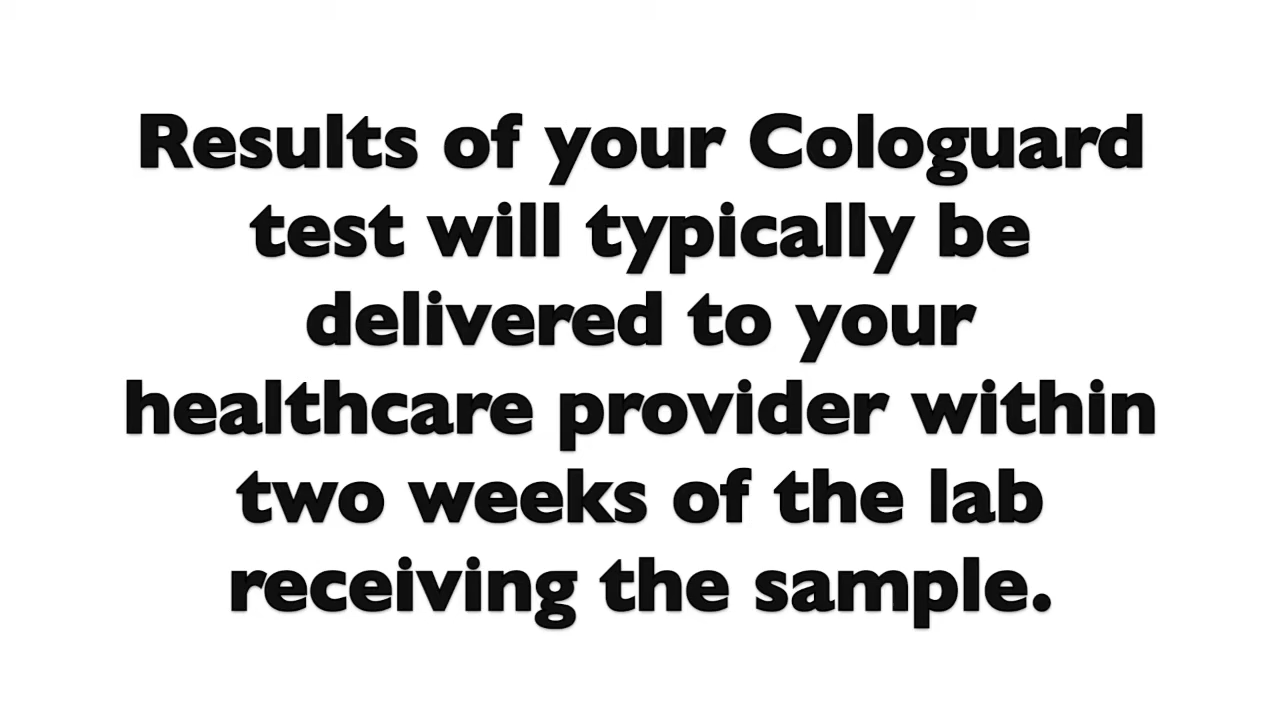 Results of your Cologuard
test will typically be
delivered to your
healthcare provider within
two weeks of the lab
receiving the sample.